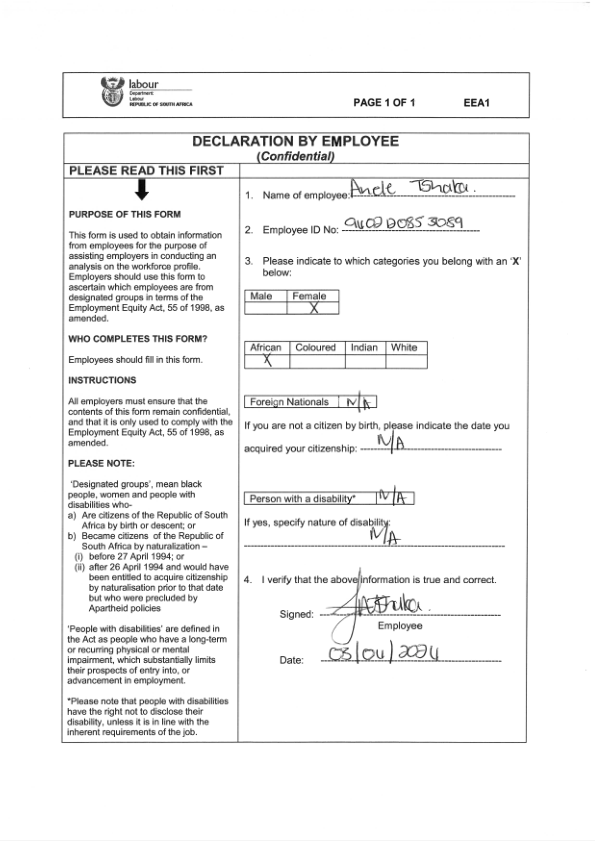 labour
Department:
Labour
REPUBLIC OF SOUTH AFRICA
PAGE 1 OF 1 EEA1
DECLARATION BY EMPLOYEE
(Confidential)
PLEASE READ THIS FIRST
PURPOSE OF THIS FORM
This form is used to obtain information
from employees for the purpose of
assisting employers in conducting an
analysis on the workforce profile.
Employers should use this form to
ascertain which employees are from
designated groups in terms of the
Employment Equity Act, 55 of 1998, as
amended.
WHO COMPLETES THIS FORM?
Employees should fill in this form.
INSTRUCTIONS
All employers must ensure that the
contents of this form remain confidential,
and that it is only used to comply with the
Employment Equity Act, 55 of 1998, as
amended.
PLEASE NOTE:
'Designated groups', mean black
people, women and people with
disabilities who-
a) Are citizens of the Republic of South
Africa by birth or descent; or
b) Became citizens of the Republic of
South Africa by naturalization –
(i) before 27 April 1994; or
(ii) after 26 April 1994 and would have
been entitled to acquire citizenship
by naturalisation prior to that date
but who were precluded by
Apartheid policies
'People with disabilities' are defined in
the Act as people who have a long-term
or recurring physical or mental
impairment, which substantially limits
their prospects of entry into, or
advancement in employment.
*Please note that people with disabilities
have the right not to disclose their
disability, unless it is in line with the
inherent requirements of the job.
1. Name of employee: Anele Tshaka.
2. Employee ID No:
3. Please indicate to which categories you belong with an 'X'
below:
Male Female
X
African Coloured Indian White
X
Foreign Nationals N/A
If you are not a citizen by birth, please indicate the date you
acquired your citizenship: N/A
Person with a disability* N/A
If yes, specify nature of disability:
N/A
4. I verify that the above information is true and correct.
Signed:
Employee
Date: 03/04/2024